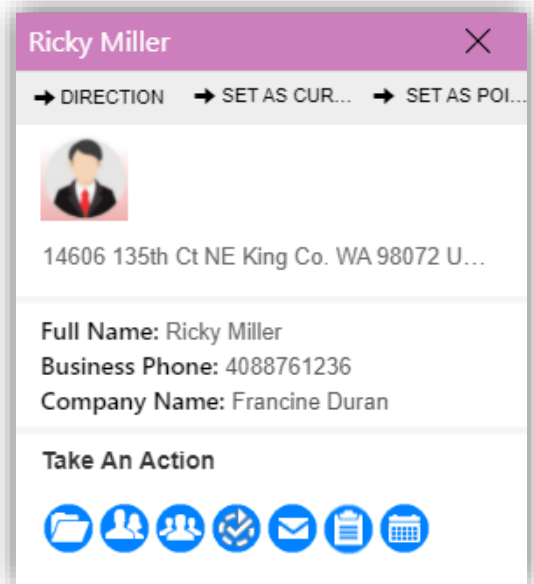 Ricky Miller
DIRECTION SET AS CUR... SET AS POI...
14606 135th Ct NE King Co. WA 98072 U...
Full Name: Ricky Miller
Business Phone: 4088761236
Company Name: Francine Duran
Take An Action